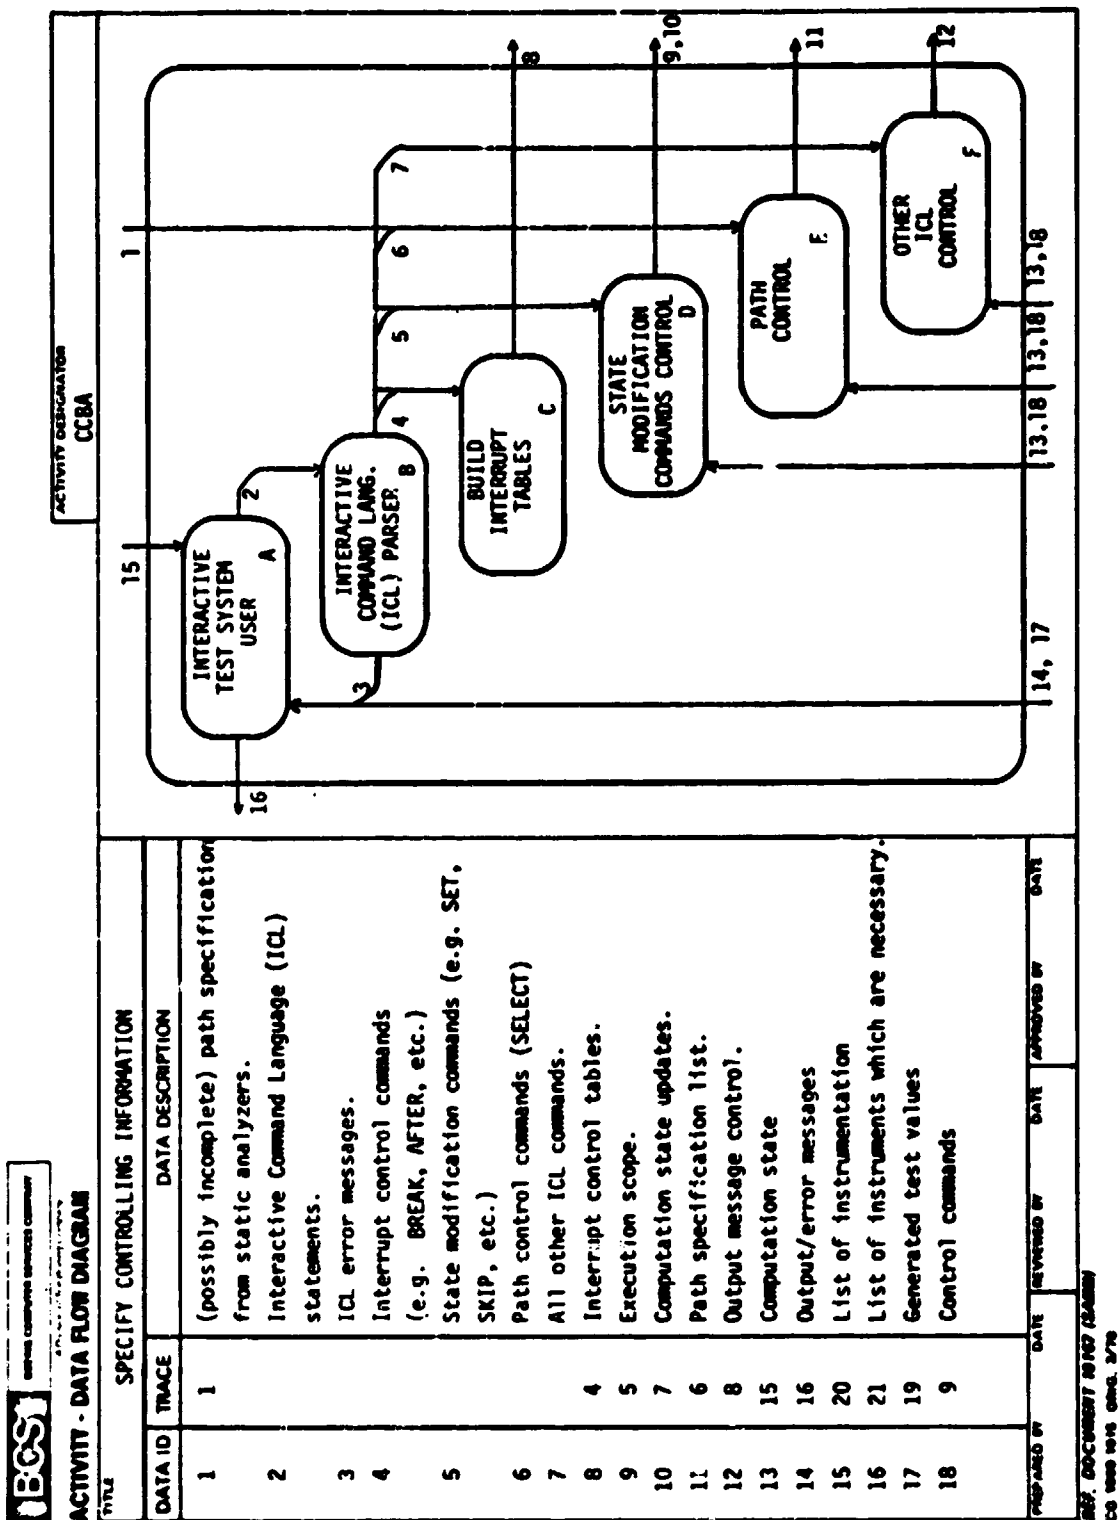 BCS
BOEING COMPUTER SERVICES COMPANY
ACTIVITY - DATA FLOW DIAGRAM
ACTIVITY DESIGNATOR
CCBA
TITLE
SPECIFY CONTROLLING INFORMATION
DATA ID TRACE DATA DESCRIPTION
1 1 (possibly incomplete) path specification
from static analyzers.
2 Interactive Command Language (ICL)
statements.
3 ICL error messages.
4 Interrupt control commands
(e.g. BREAK, AFTER, etc.)
5 State modification commands (e.g. SET,
SKIP, etc.)
6 Path control commands (SELECT)
7 All other ICL commands.
8 4 Interrupt control tables.
9 5 Execution scope.
10 7 Computation state updates.
11 6 Path specification list.
12 8 Output message control.
13 15 Computation state
14 16 Output/error messages
15 20 List of instrumentation
16 21 List of instruments which are necessary.
17 19 Generated test values
18 9 Control commands
PREPARED BY DATE REVIEWED BY DATE APPROVED BY DATE
REF. DOCUMENT 10167 (SADM)
15
1
16
INTERACTIVE
TEST SYSTEM
USER
A
2
3
INTERACTIVE
COMMAND LANG.
(ICL) PARSER
B
4
5
6
7
BUILD
INTERRUPT
TABLES
C
8
STATE
MODIFICATION
COMMANDS CONTROL
D
9,10
PATH
CONTROL
E
11
OTHER
ICL
CONTROL
F
12
14, 17
13.18
13,18
13,18